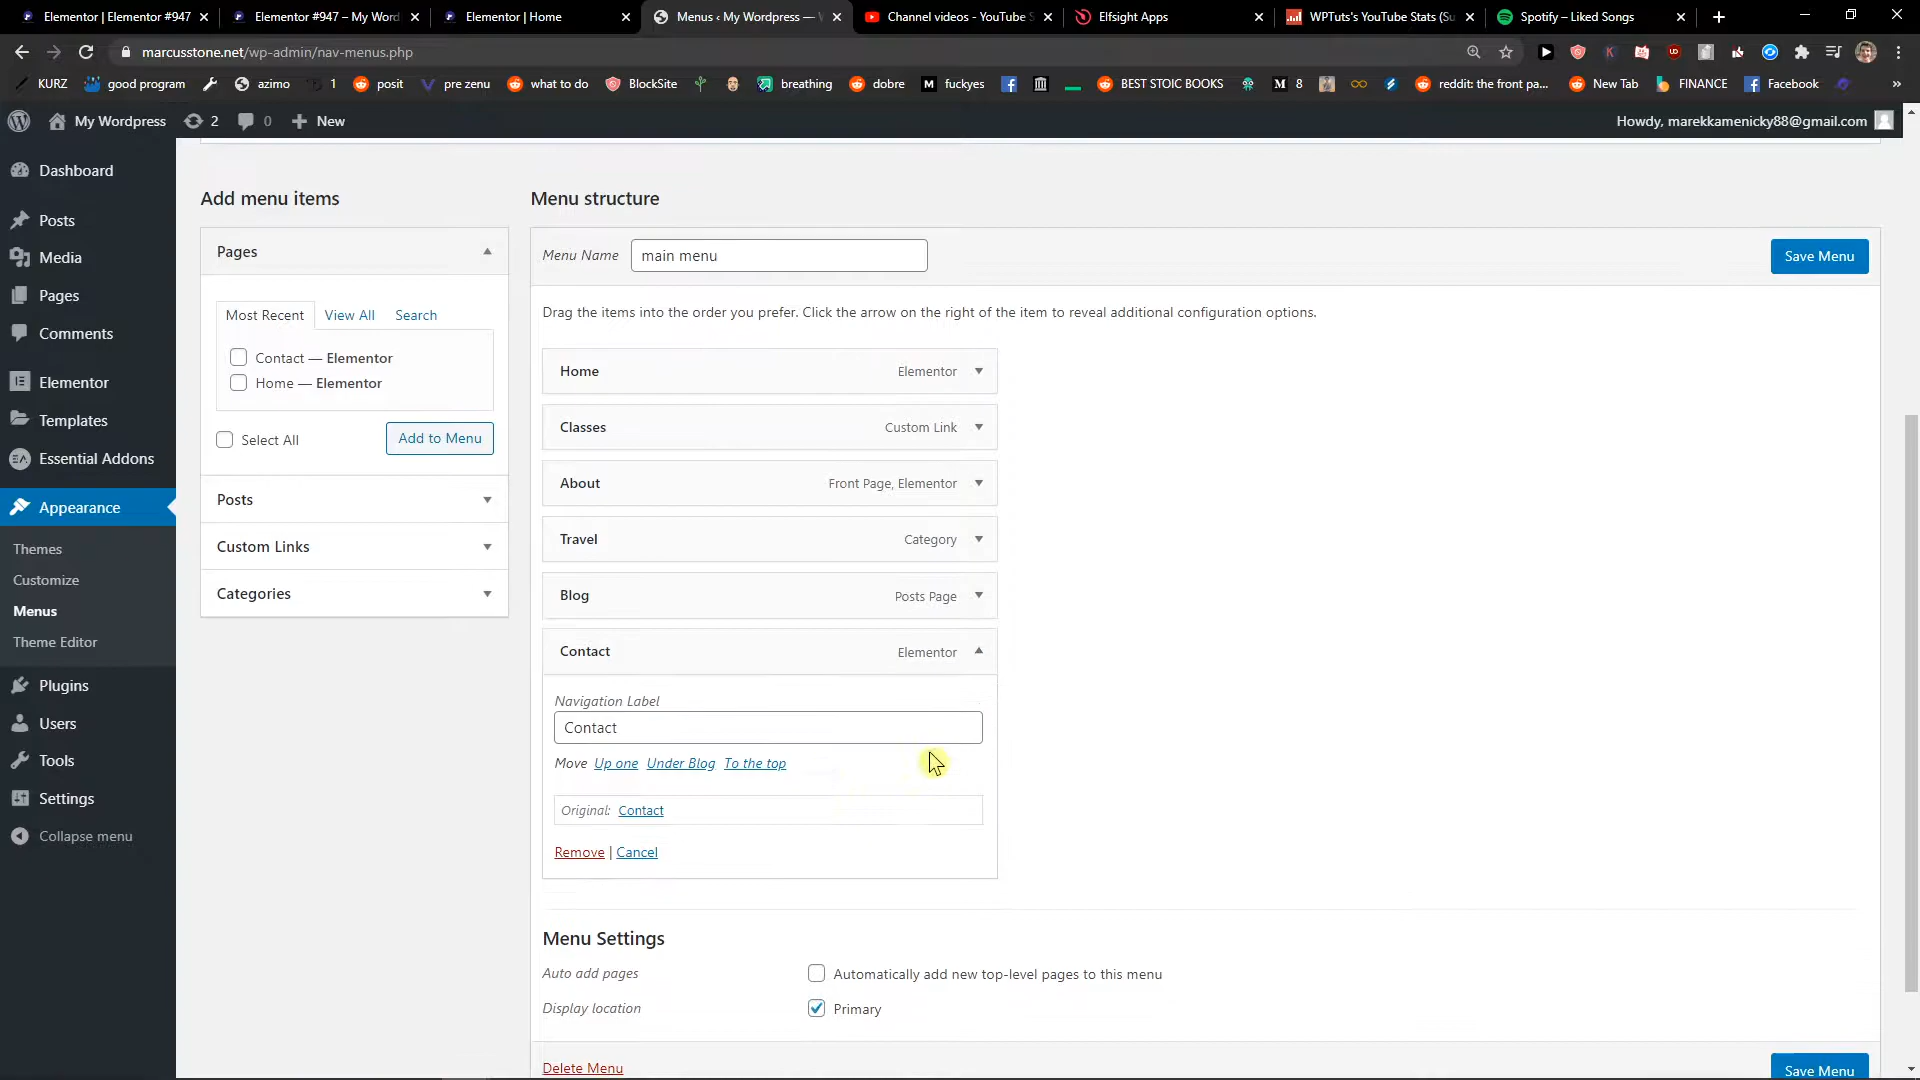 Elementor | Elementor #947
Elementor #947 – My Word
Elementor | Home
Menus ‹ My Wordpress — W
Channel videos - YouTube S
Elfsight Apps
WPTuts's YouTube Stats (Su
Spotify – Liked Songs
marcusstone.net/wp-admin/nav-menus.php
KURZ
good program
azimo
1
posit
pre zenu
what to do
BlockSite
breathing
dobre
fuckyes
BEST STOIC BOOKS
8
reddit: the front pa...
New Tab
FINANCE
Facebook
»
My Wordpress
2
0
New
Howdy, marekkamenicky88@gmail.com
Dashboard
Posts
Media
Pages
Comments
Elementor
Templates
Essential Addons
Appearance
Themes
Customize
Menus
Theme Editor
Plugins
Users
Tools
Settings
Collapse menu
Add menu items
Pages
Most Recent
View All
Search
Contact — Elementor
Home — Elementor
Select All
Add to Menu
Posts
Custom Links
Categories
Menu structure
Menu Name
main menu
Save Menu
Drag the items into the order you prefer. Click the arrow on the right of the item to reveal additional configuration options.
Home Elementor
Classes Custom Link
About Front Page, Elementor
Travel Category
Blog Posts Page
Contact Elementor
Navigation Label
Contact
Move Up one Under Blog To the top
Original: Contact
Remove | Cancel
Menu Settings
Auto add pages
Automatically add new top-level pages to this menu
Display location
Primary
Delete Menu
Save Menu